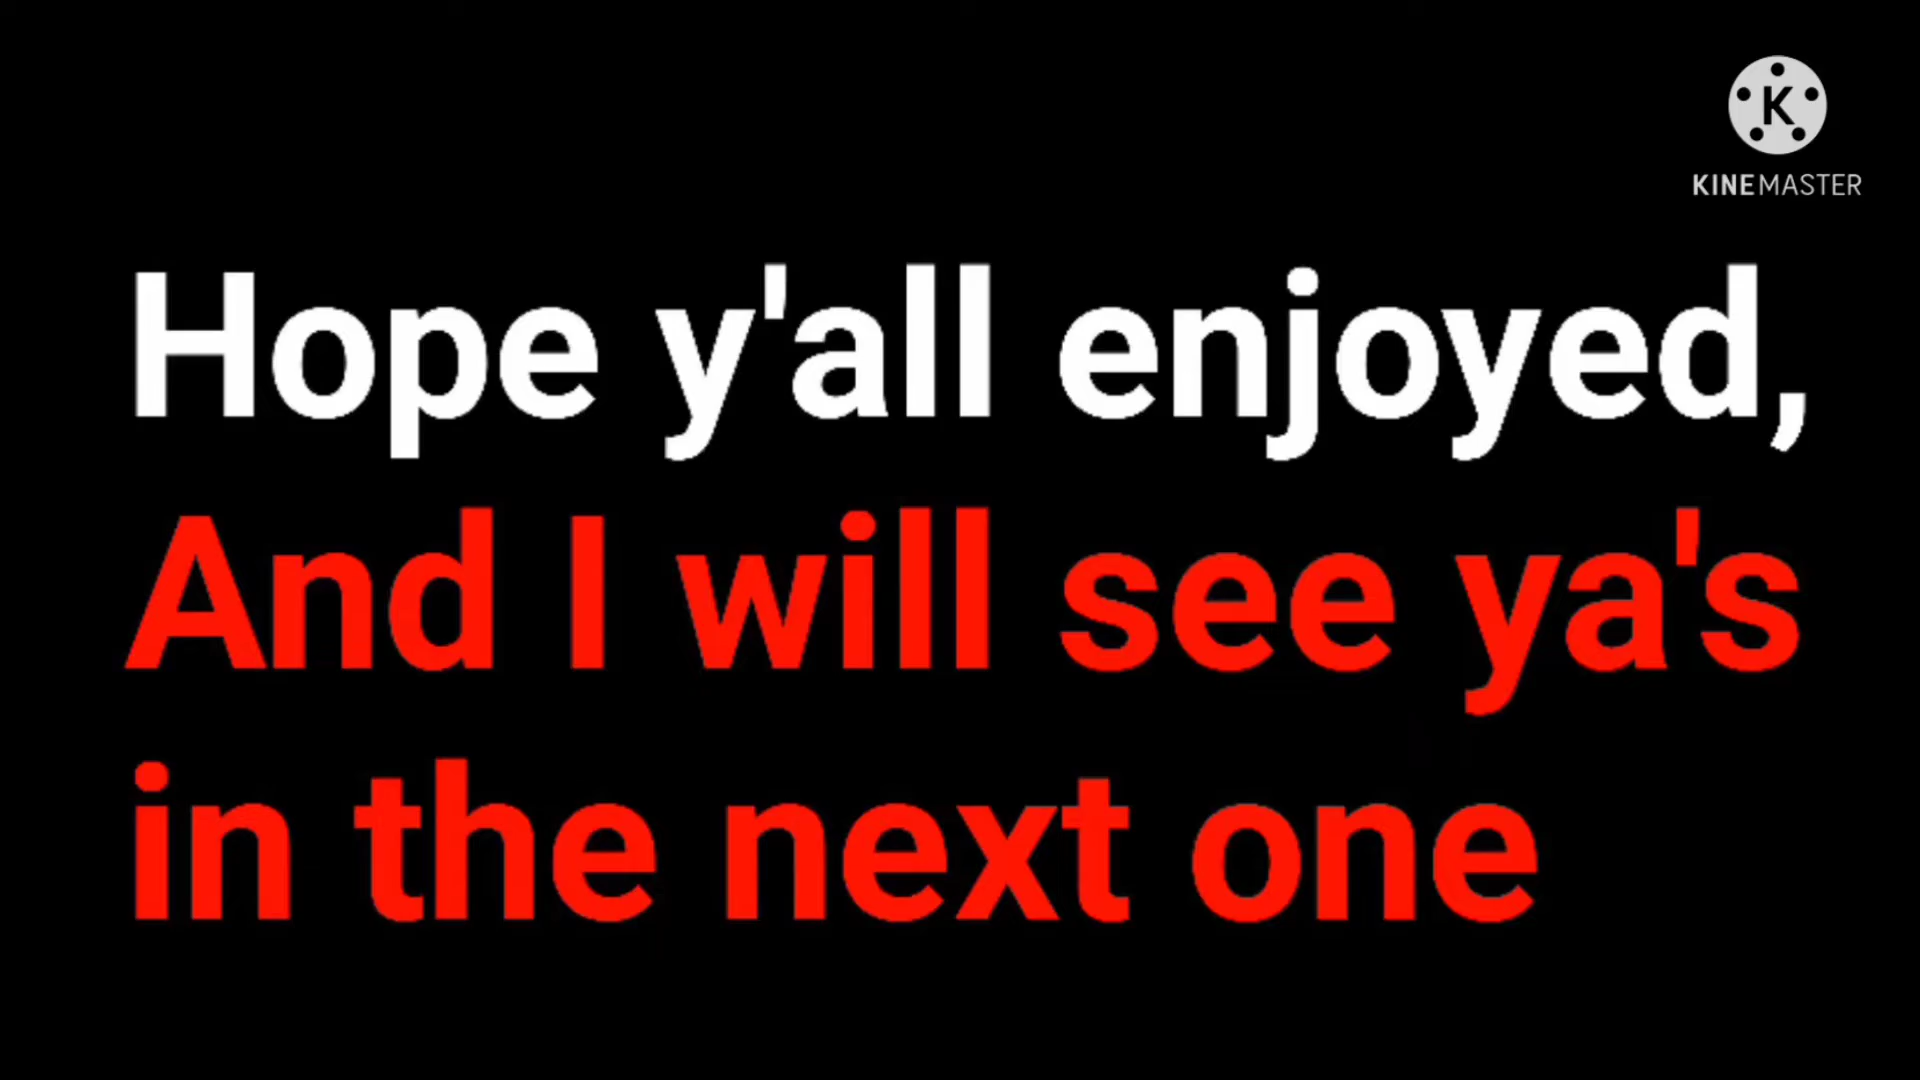 K
KINEMASTER
Hope y'all enjoyed,
And I will see ya's
in the next one